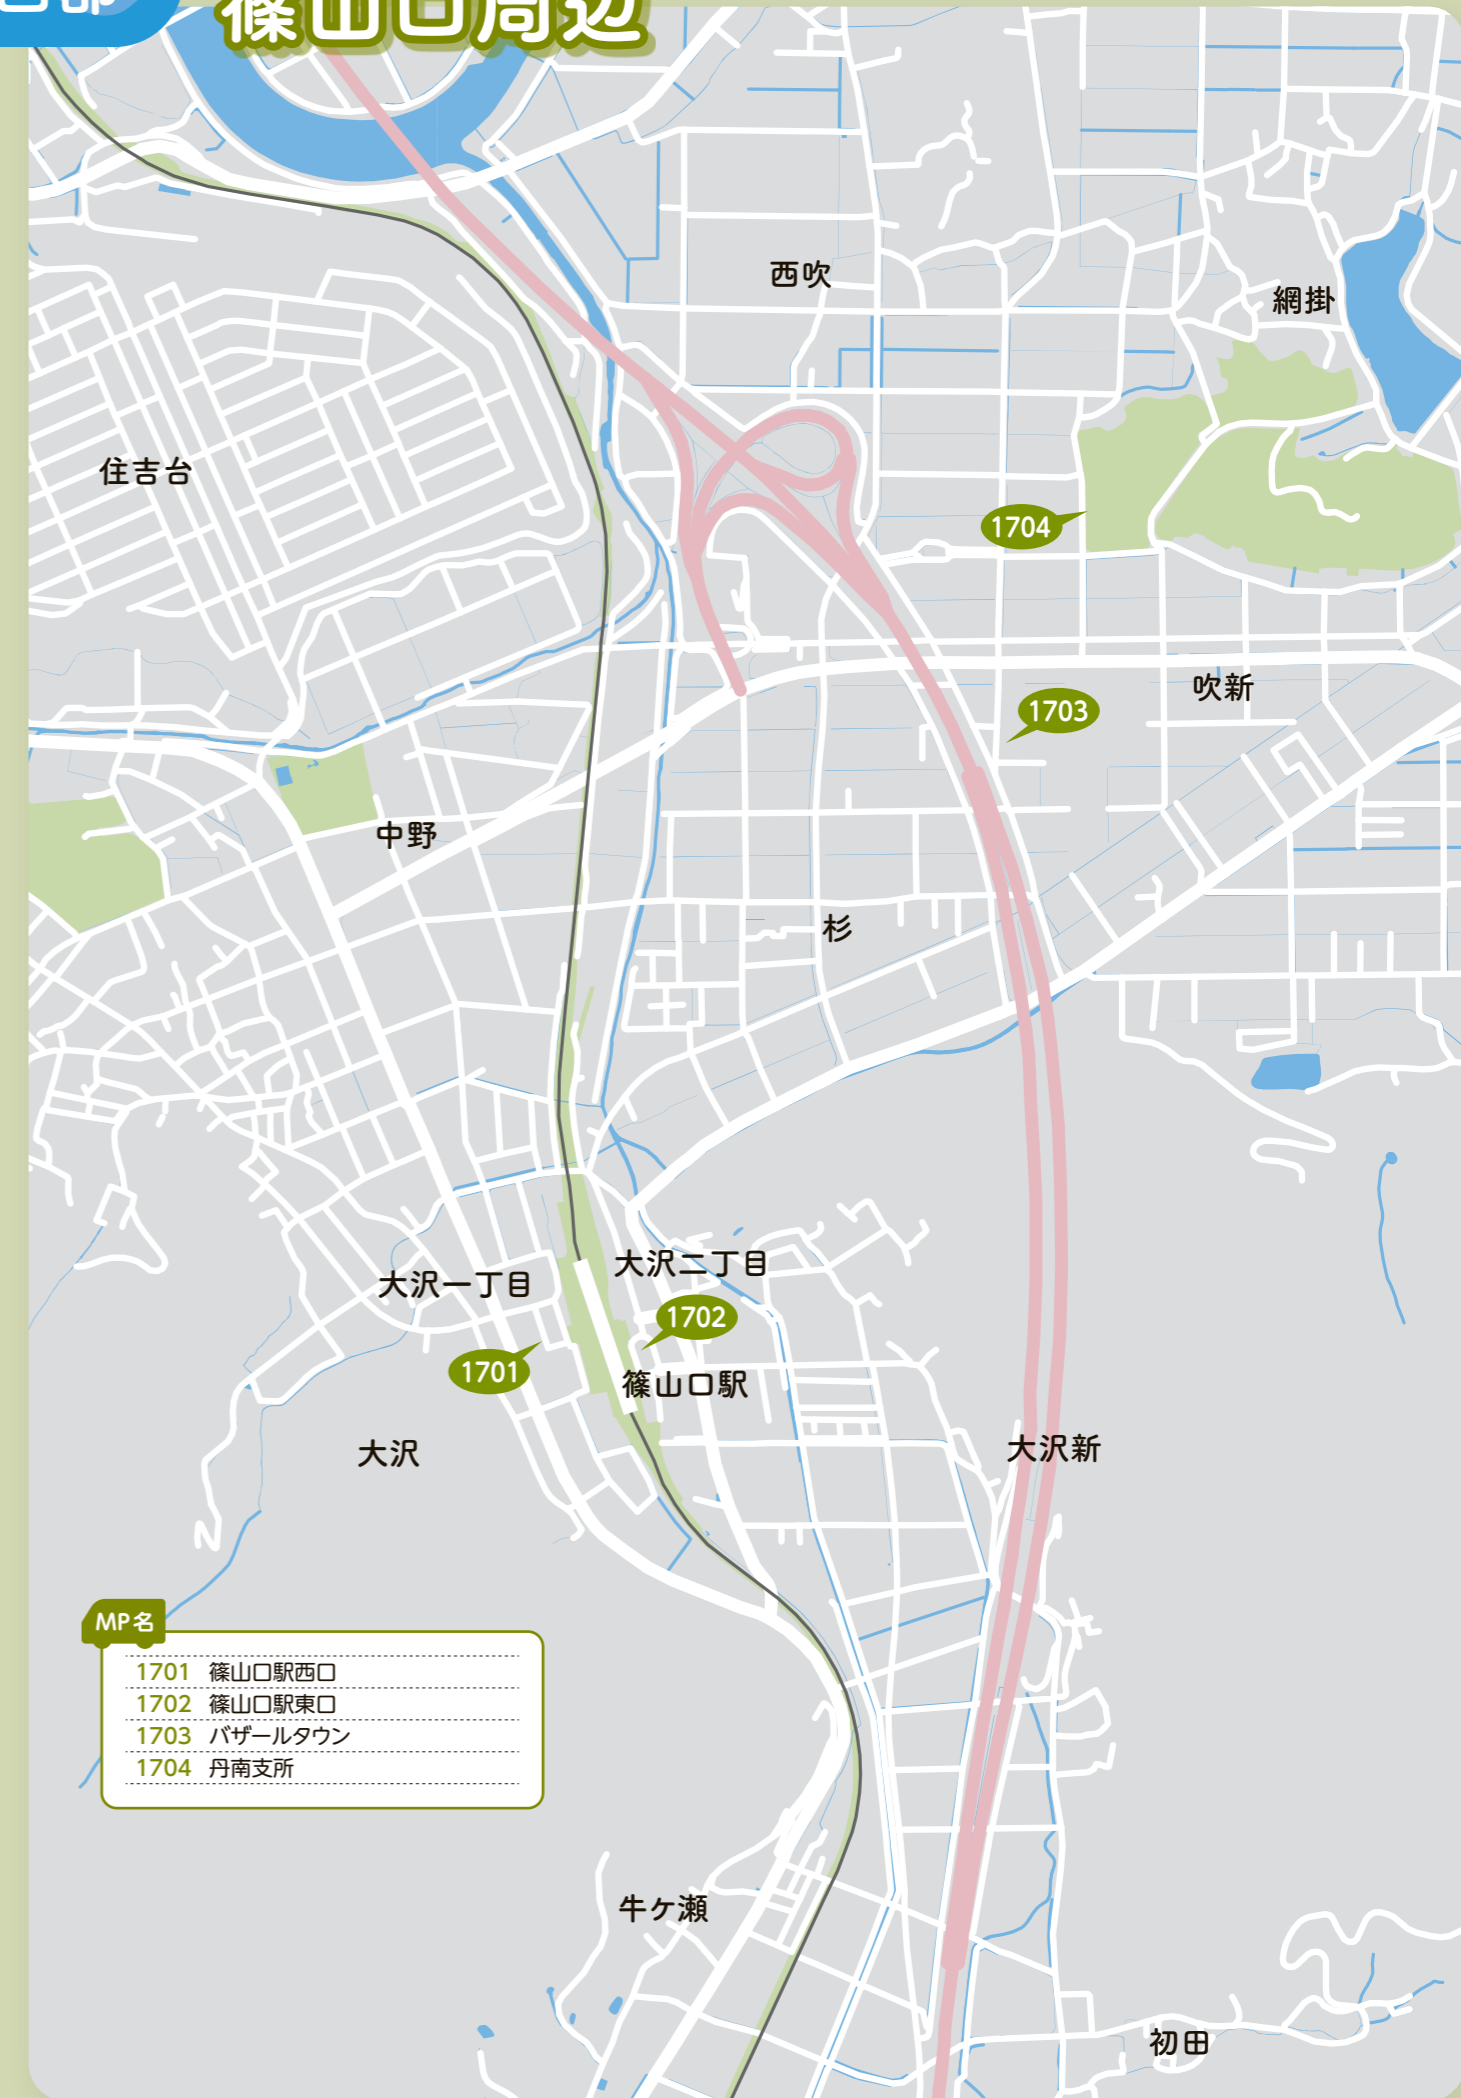 西部
篠山口周辺
西吹
網掛
住吉台
1704
吹新
1703
中野
杉
大沢二丁目
大沢一丁目
1702
1701
篠山口駅
大沢
大沢新
MP名
1701 篠山口駅西口
1702 篠山口駅東口
1703 バザールタウン
1704 丹南支所
牛ケ瀬
初田